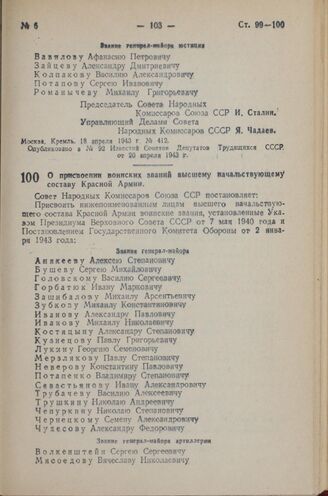 № 6 — 103 — Ст. 99—100
Звание генерал-майора юстиции
Вавилову Афанасию Петровичу
Зайцеву Александру Дмитриевичу
Колпакову Василию Александровичу
Потапову Сергею Ивановичу
Романычеву Михаилу Григорьевичу
Председатель Совета Народных
Комиссаров Союза ССР И. Сталин.
Управляющий Делами Совета
Народных Комиссаров СССР Я. Чадаев.
Москва, Кремль. 18 апреля 1943 г. № 412.
Опубликовано в № 92 Известий Советов Депутатов Трудящихся СССР
от 20 апреля 1943 г.
100 О присвоении воинских званий высшему начальствующему
составу Красной Армии.
Совет Народных Комиссаров Союза ССР постановляет:
Присвоить нижепоименованным лицам высшего начальствую-
щего состава Красной Армии воинские звания, установленные Ука-
зом Президиума Верховного Совета СССР от 7 мая 1940 года и
Постановлением Государственного Комитета Обороны от 2 янва-
ря 1943 года:
Звание генерал-майора
Аникееву Алексею Степановичу
Бушеву Сергею Михайловичу
Головскому Василию Сергеевичу
Горбатюк Ивану Марковичу
Зашибалову Михаилу Арсентьевичу
Зубкову Михаилу Константиновичу
Иванову Александру Павловичу
Иванову Михаилу Николаевичу
Костяцыну Александру Степановичу
Кузнецову Павлу Григорьевичу
Лукину Георгию Семеновичу
Мерзлякову Павлу Степановичу
Неверову Константину Павловичу
Потапенко Владимиру Степановичу
Севастьянову Ивану Александровичу
Трубачеву Василию Алексеевичу
Трушкину Николаю Андреевичу
Чепуркину Николаю Степановичу
Чернецкому Семену Александровичу
Чудесову Александру Федоровичу
Звание генерал-майора артиллерии
Волкенштейн Сергею Сергеевичу
Мясоедову Вячеславу Николаевичу